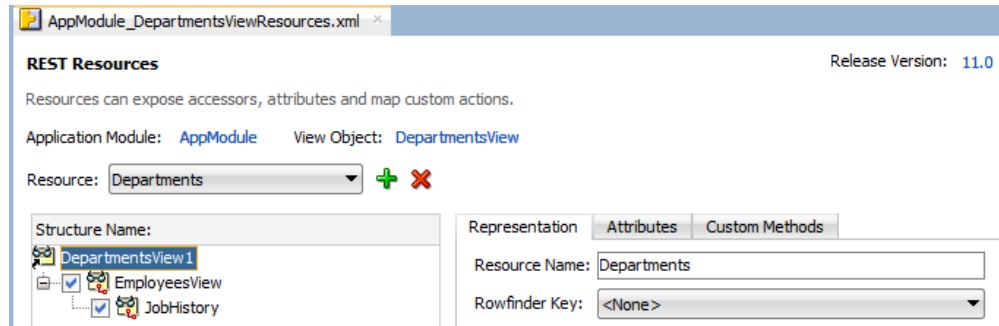 AppModule_DepartmentsViewResources.xml
REST Resources
Release Version: 11.0
Resources can expose accessors, attributes and map custom actions.
Application Module: AppModule View Object: DepartmentsView
Resource: Departments
Structure Name:
DepartmentsView1
EmployeesView
JobHistory
Representation Attributes Custom Methods
Resource Name: Departments
Rowfinder Key: <None>